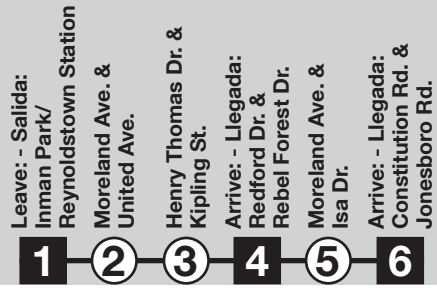 Leave: - Salida:
Inman Park/
Reynoldstown Station
Moreland Ave. &
United Ave.
Henry Thomas Dr. &
Kipling St.
Arrive: - Llegada:
Redford Dr. &
Rebel Forest Dr.
Moreland Ave. &
Isa Dr.
Arrive: - Llegada:
Constitution Rd. &
Jonesboro Rd.
1
2
3
4
5
6